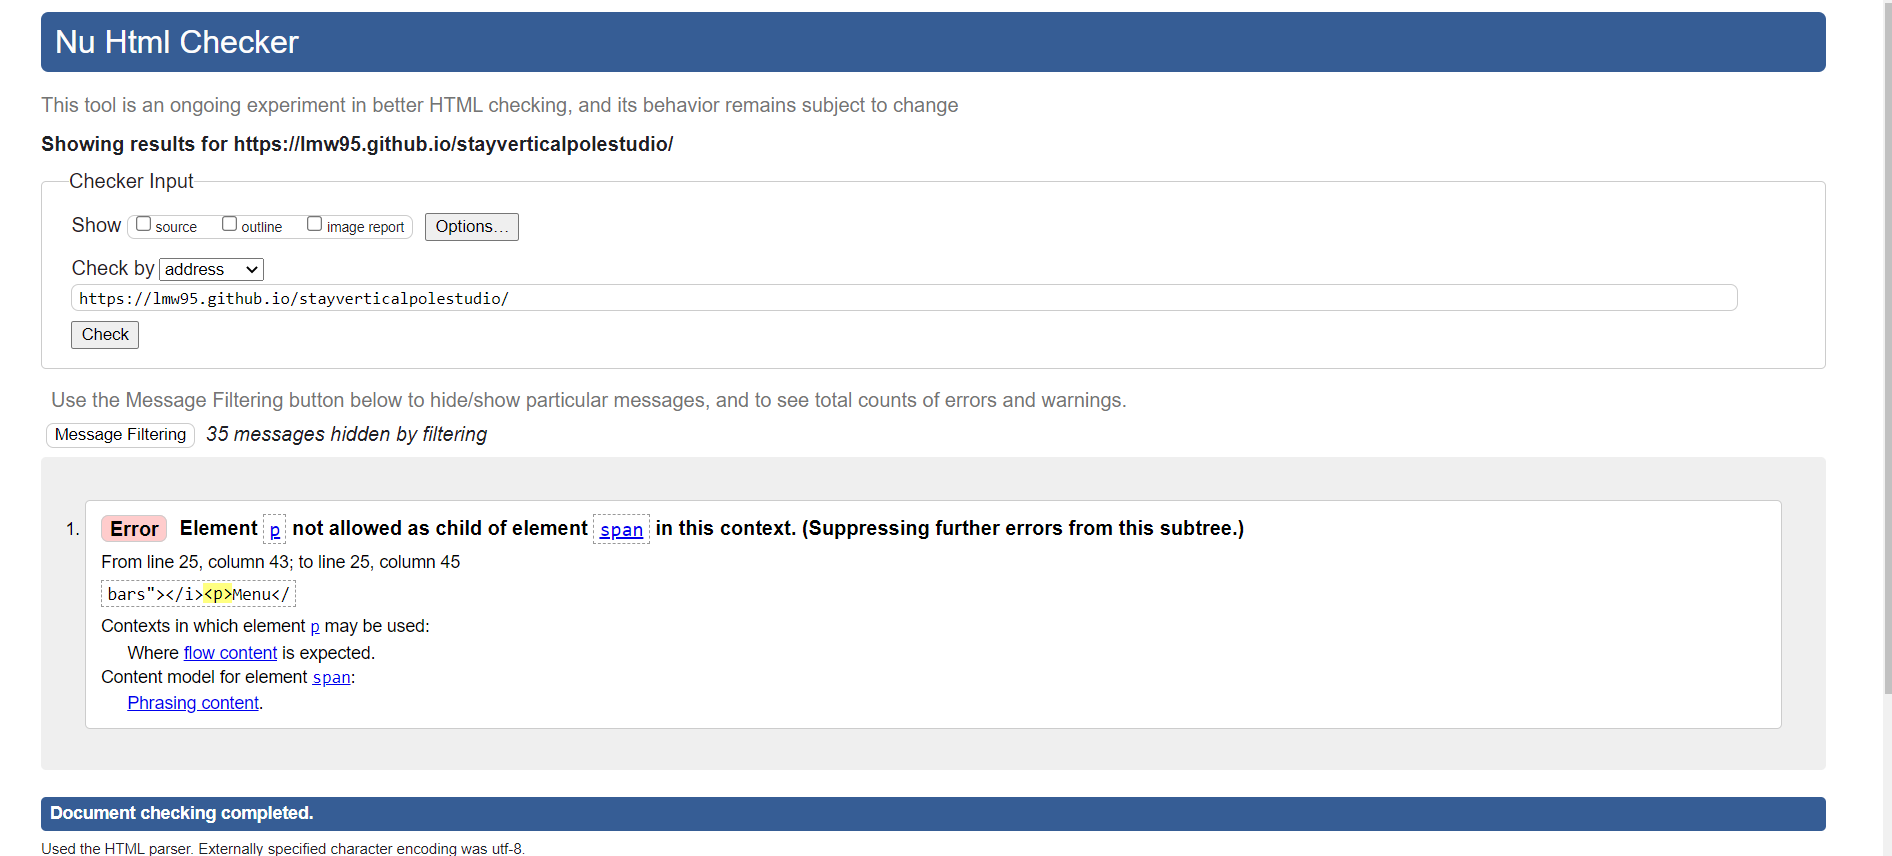 Nu Html Checker
This tool is an ongoing experiment in better HTML checking, and its behavior remains subject to change
Showing results for https://lmw95.github.io/stayverticalpolestudio/
Checker Input
Show source outline image report Options...
Check by address
https://lmw95.github.io/stayverticalpolestudio/
Check
Use the Message Filtering button below to hide/show particular messages, and to see total counts of errors and warnings.
Message Filtering 35 messages hidden by filtering
1. Error Element p not allowed as child of element span in this context. (Suppressing further errors from this subtree.)
From line 25, column 43; to line 25, column 45
bars"></i><p>Menu</
Contexts in which element p may be used:
Where flow content is expected.
Content model for element span:
Phrasing content.
Document checking completed.
Used the HTML parser. Externally specified character encoding was utf-8.